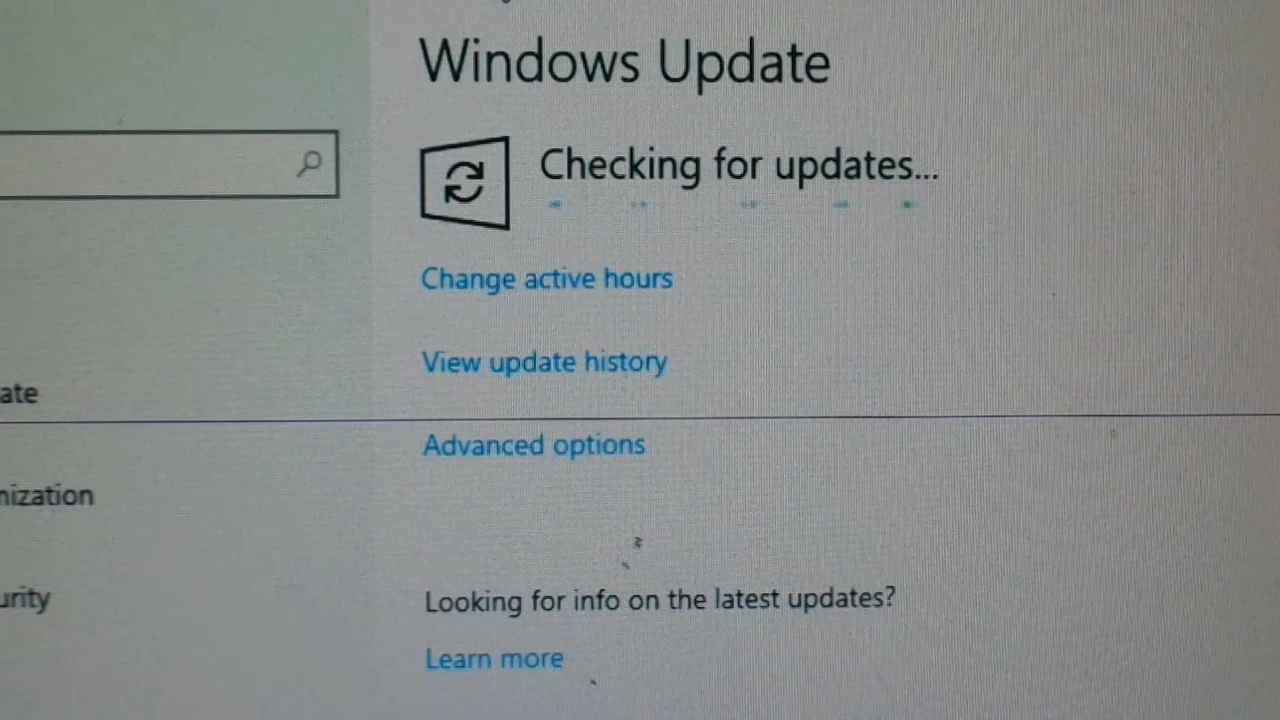 Windows Update
Checking for updates...
Change active hours
View update history
ate
Advanced options
nization
urity
Looking for info on the latest updates?
Learn more